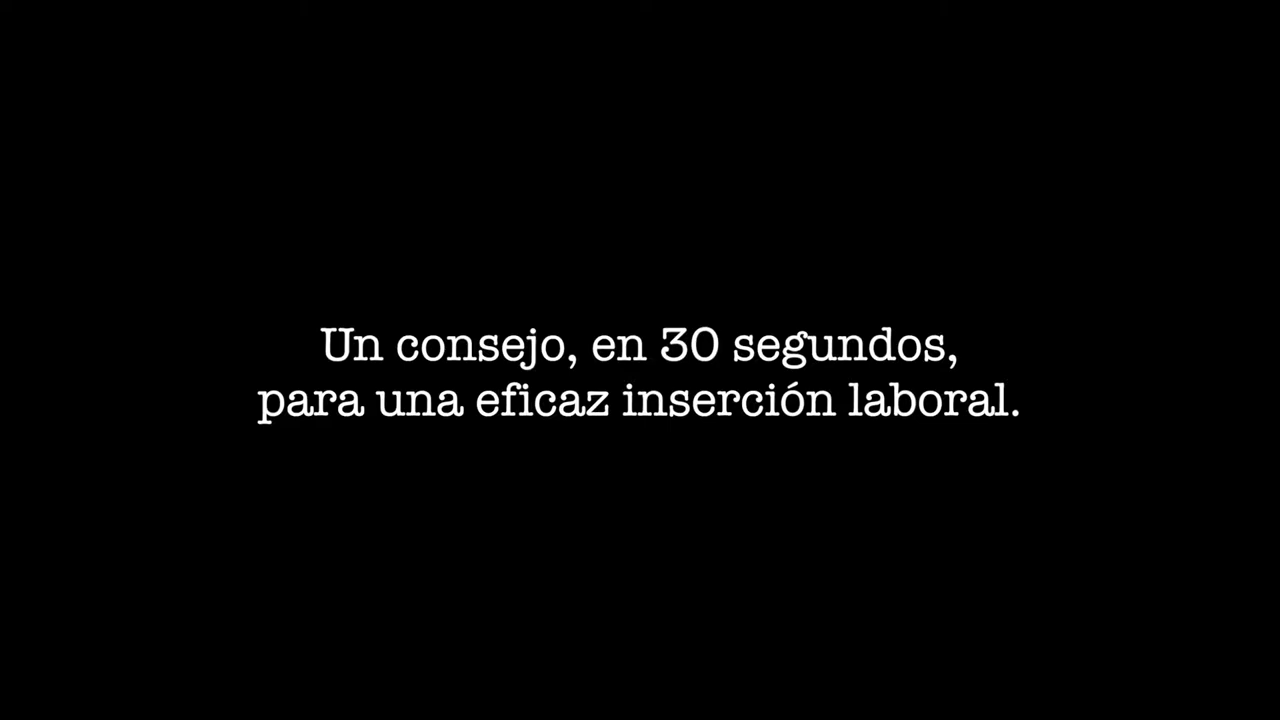 Un consejo, en 30 segundos,
para una eficaz inserción laboral.